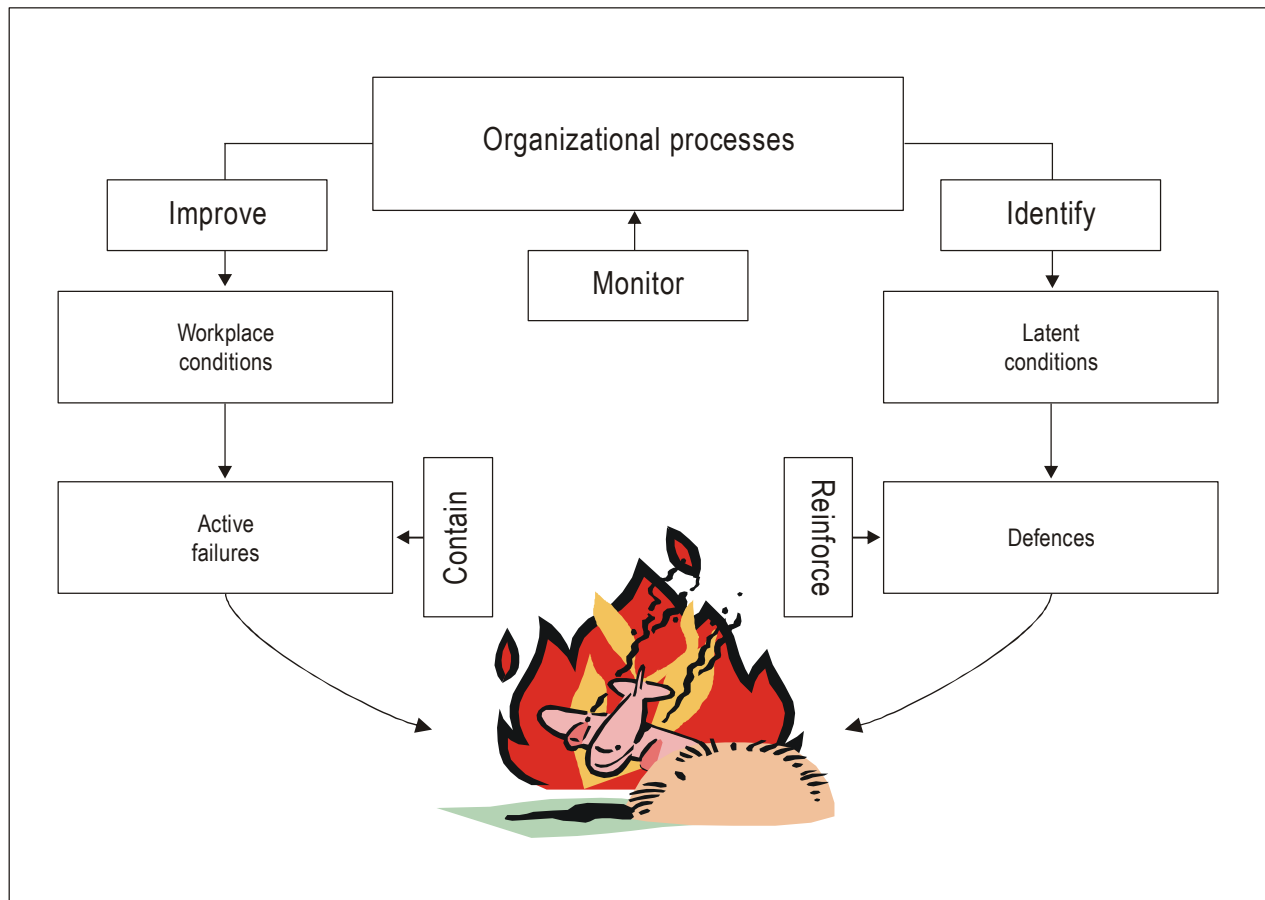 Organizational processes
Improve
Identify
Monitor
Workplace
conditions
Latent
conditions
Active
failures
Contain
Reinforce
Defences